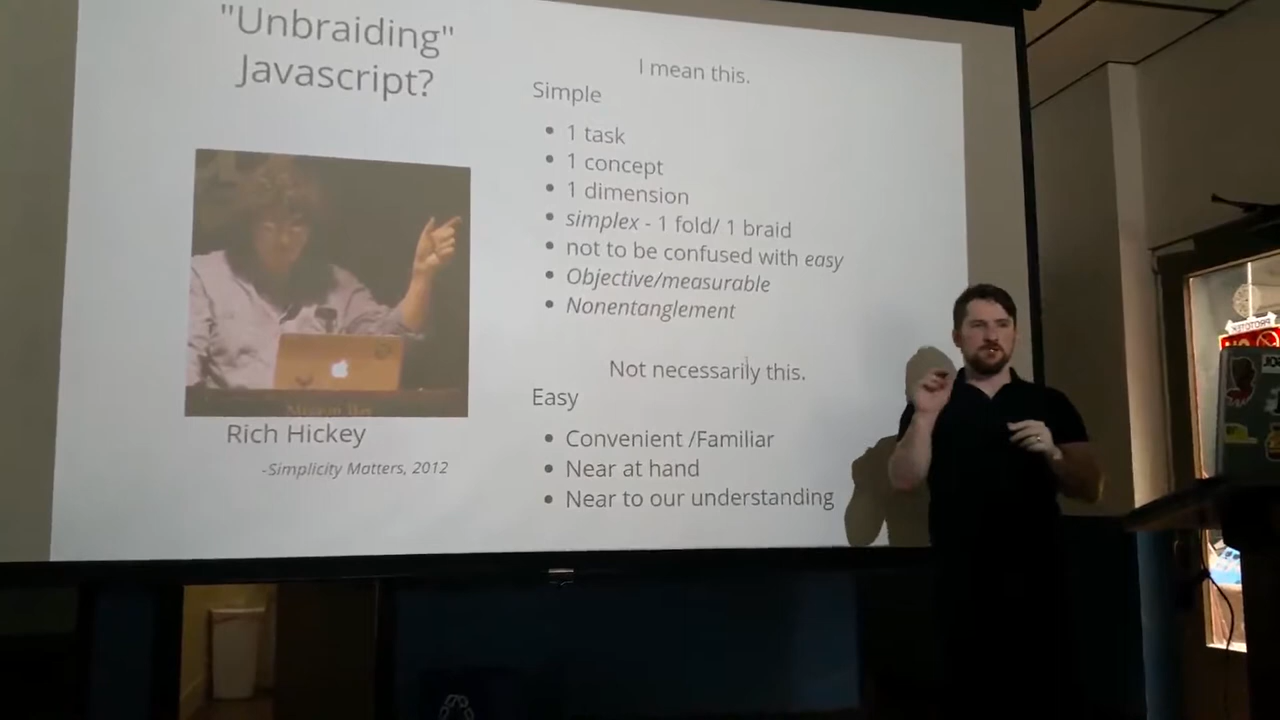 "Unbraiding"
Javascript?
Rich Hickey
-Simplicity Matters, 2012
I mean this.
Simple
• 1 task
• 1 concept
• 1 dimension
• simplex - 1 fold/ 1 braid
• not to be confused with easy
• Objective/measurable
• Nonentanglement
Not necessarily this.
Easy
• Convenient /Familiar
• Near at hand
• Near to our understanding